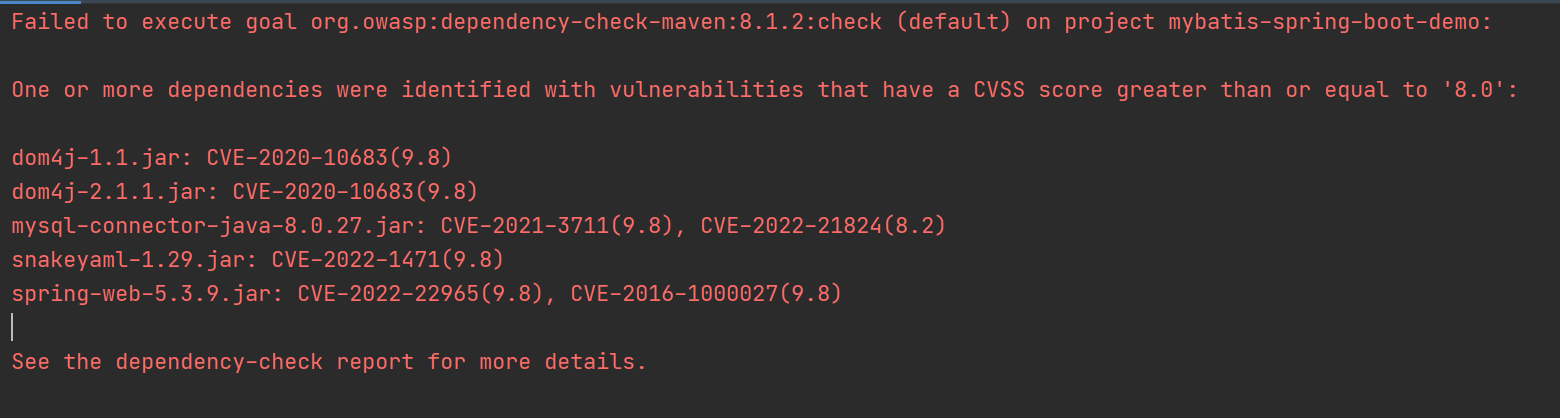 Failed to execute goal org.owasp:dependency-check-maven:8.1.2:check (default) on project mybatis-spring-boot-demo:
One or more dependencies were identified with vulnerabilities that have a CVSS score greater than or equal to '8.0':
dom4j-1.1.jar: CVE-2020-10683(9.8)
dom4j-2.1.1.jar: CVE-2020-10683(9.8)
mysql-connector-java-8.0.27.jar: CVE-2021-3711(9.8), CVE-2022-21824(8.2)
snakeyaml-1.29.jar: CVE-2022-1471(9.8)
spring-web-5.3.9.jar: CVE-2022-22965(9.8), CVE-2016-1000027(9.8)
See the dependency-check report for more details.